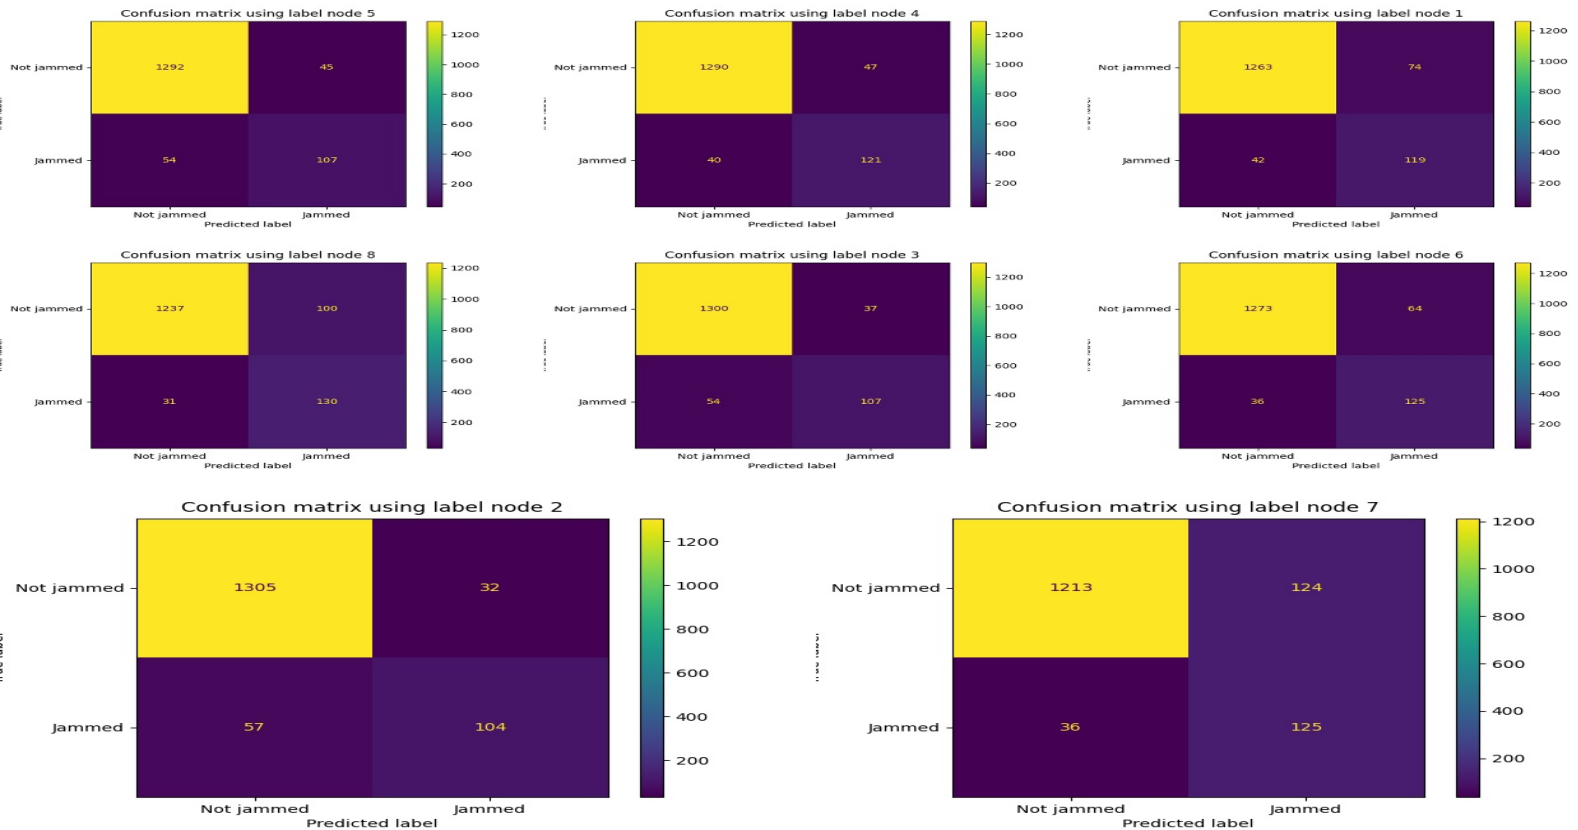 Confusion matrix using label node 5
Not jammed
1292
45
Jammed
54
107
Not jammed
Jammed
Predicted label
1200
1000
800
600
400
200
Confusion matrix using label node 4
Not jammed
1290
47
Jammed
40
121
Not jammed
Jammed
Predicted label
1200
1000
800
600
400
200
Confusion matrix using label node 1
Not jammed
1263
74
Jammed
42
119
Not jammed
Jammed
Predicted label
1200
1000
800
600
400
200
Confusion matrix using label node 8
Not jammed
1237
100
Jammed
31
130
Not jammed
Jammed
Predicted label
1200
1000
800
600
400
200
Confusion matrix using label node 3
Not jammed
1300
37
Jammed
54
107
Not jammed
Jammed
Predicted label
1200
1000
800
600
400
200
Confusion matrix using label node 6
Not jammed
1273
64
Jammed
36
125
Not jammed
Jammed
Predicted label
1200
1000
800
600
400
200
Confusion matrix using label node 2
Not jammed
1305
32
Jammed
57
104
Not jammed
Jammed
Predicted label
1200
1000
800
600
400
200
Confusion matrix using label node 7
Not jammed
1213
124
Jammed
36
125
Not jammed
Jammed
Predicted label
1200
1000
800
600
400
200